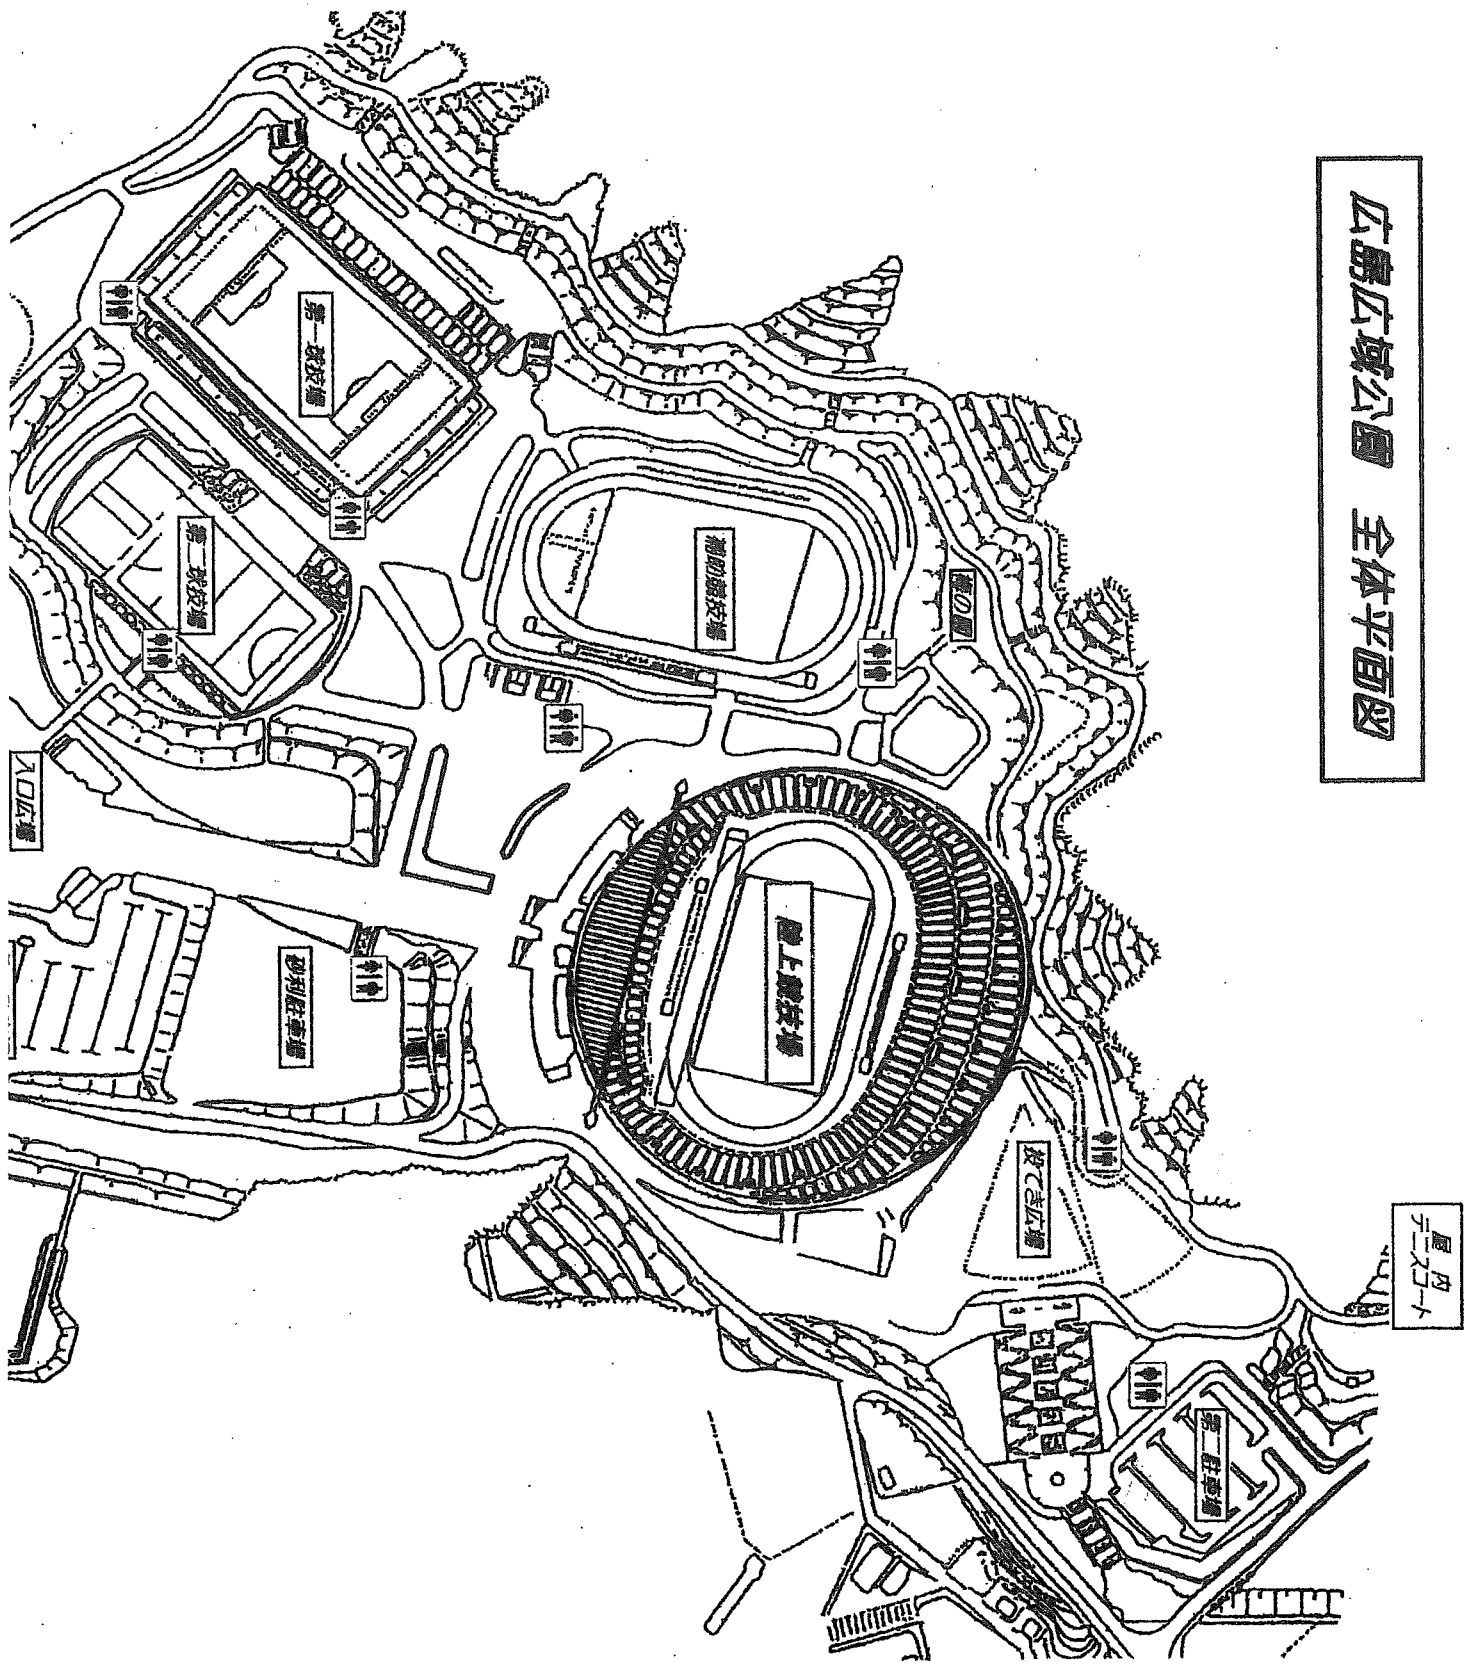 広島広域公園 全体平面図
屋内
テニスコート
第一球技場
第二球技場
補助競技場
梅の園
陸上競技場
投てき広場
第二駐車場
砂利駐車場
入口広場